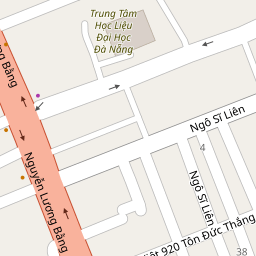 Trung Tâm
Học Liệu
Đại Học
Đà Nẵng
Bằng
Ngô Sĩ Liên
4
Nguyễn Lương Bằng
Ngô Sĩ Liên
920 Tôn Đức Thắng
38